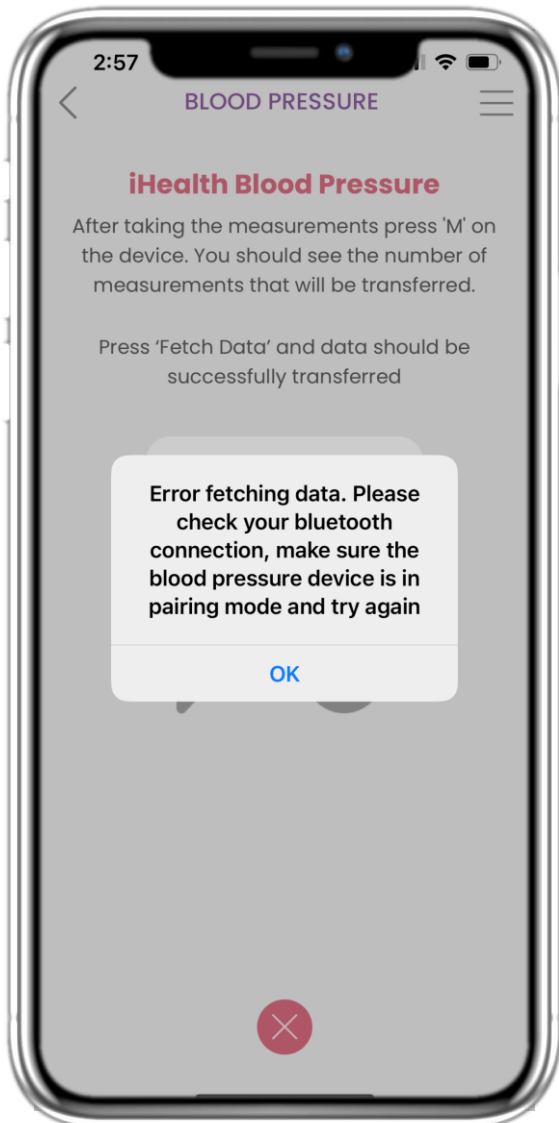 2:57
BLOOD PRESSURE
iHealth Blood Pressure
After taking the measurements press 'M' on
the device. You should see the number of
measurements that will be transferred.
Press ‘Fetch Data’ and data should be
successfully transferred
Error fetching data. Please
check your bluetooth
connection, make sure the
blood pressure device is in
pairing mode and try again
OK